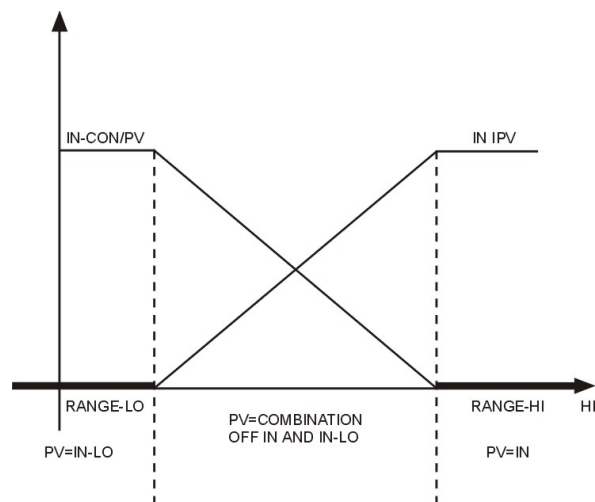 IN-CON/PV
IN IPV
RANGE-LO
RANGE-HI
HI
PV=COMBINATION
OFF IN AND IN-LO
PV=IN-LO
PV=IN